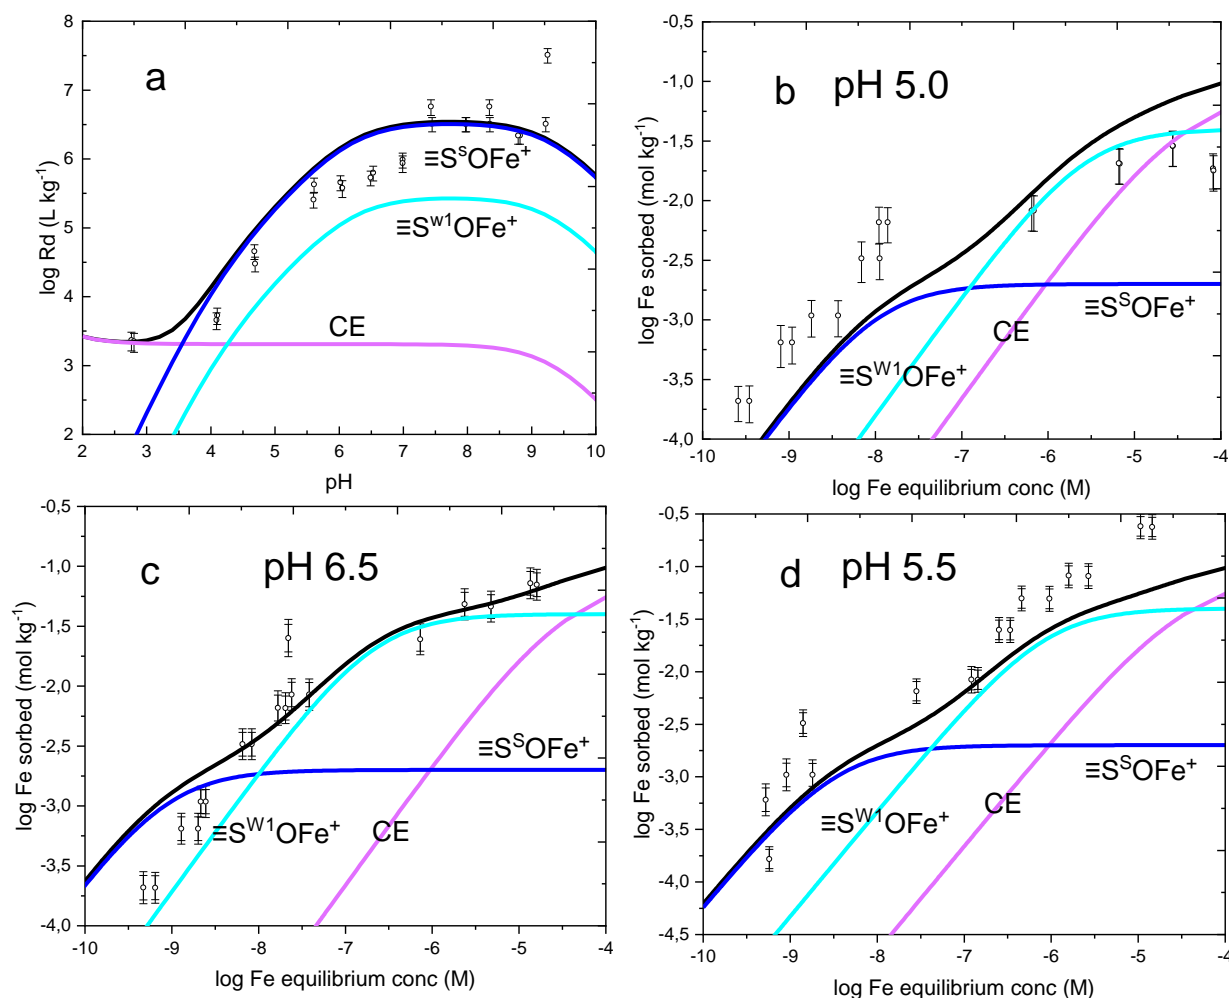 8
7
6
5
4
3
2
log Rd (L kg⁻¹)
a
≡SˢOFe⁺
≡Sʷ¹OFe⁺
CE
2 3 4 5 6 7 8 9 10
pH
-0,5
-1,0
-1,5
-2,0
-2,5
-3,0
-3,5
-4,0
log Fe sorbed (mol kg⁻¹)
b pH 5.0
≡SˢOFe⁺
CE
≡Sᵂ¹OFe⁺
-10 -9 -8 -7 -6 -5 -4
log Fe equilibrium conc (M)
-0,5
-1,0
-1,5
-2,0
-2,5
-3,0
-3,5
-4,0
log Fe sorbed (mol kg⁻¹)
c pH 6.5
≡SˢOFe⁺
≡Sᵂ¹OFe⁺ CE
-10 -9 -8 -7 -6 -5 -4
log Fe equilibrium conc (M)
-0,5
-1,0
-1,5
-2,0
-2,5
-3,0
-3,5
-4,0
-4,5
log Fe sorbed (mol kg⁻¹)
d pH 5.5
≡SˢOFe⁺
≡Sᵂ¹OFe⁺ CE
-10 -9 -8 -7 -6 -5 -4
log Fe equilibrium conc (M)